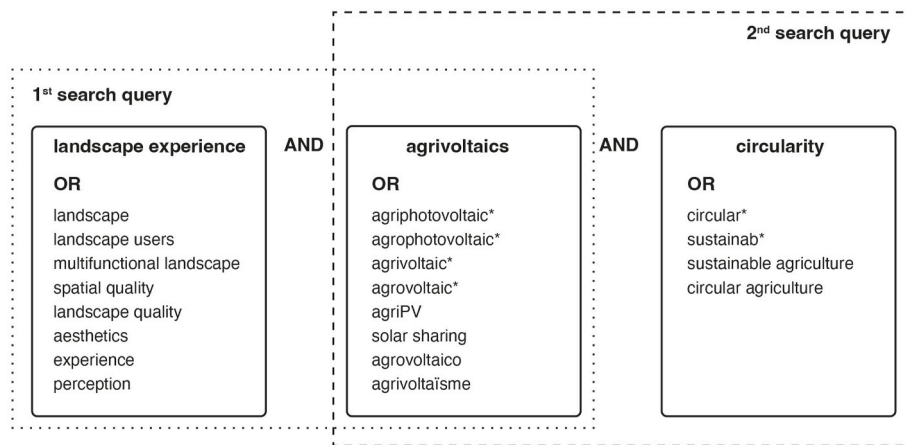 2nd search query
1st search query
landscape experience
OR
landscape
landscape users
multifunctional landscape
spatial quality
landscape quality
aesthetics
experience
perception
AND
agrivoltaics
OR
agriphotovoltaic*
agrophotovoltaic*
agrivoltaic*
agrovoltaic*
agriPV
solar sharing
agrovoltaico
agrivoltaïsme
AND
circularity
OR
circular*
sustainab*
sustainable agriculture
circular agriculture